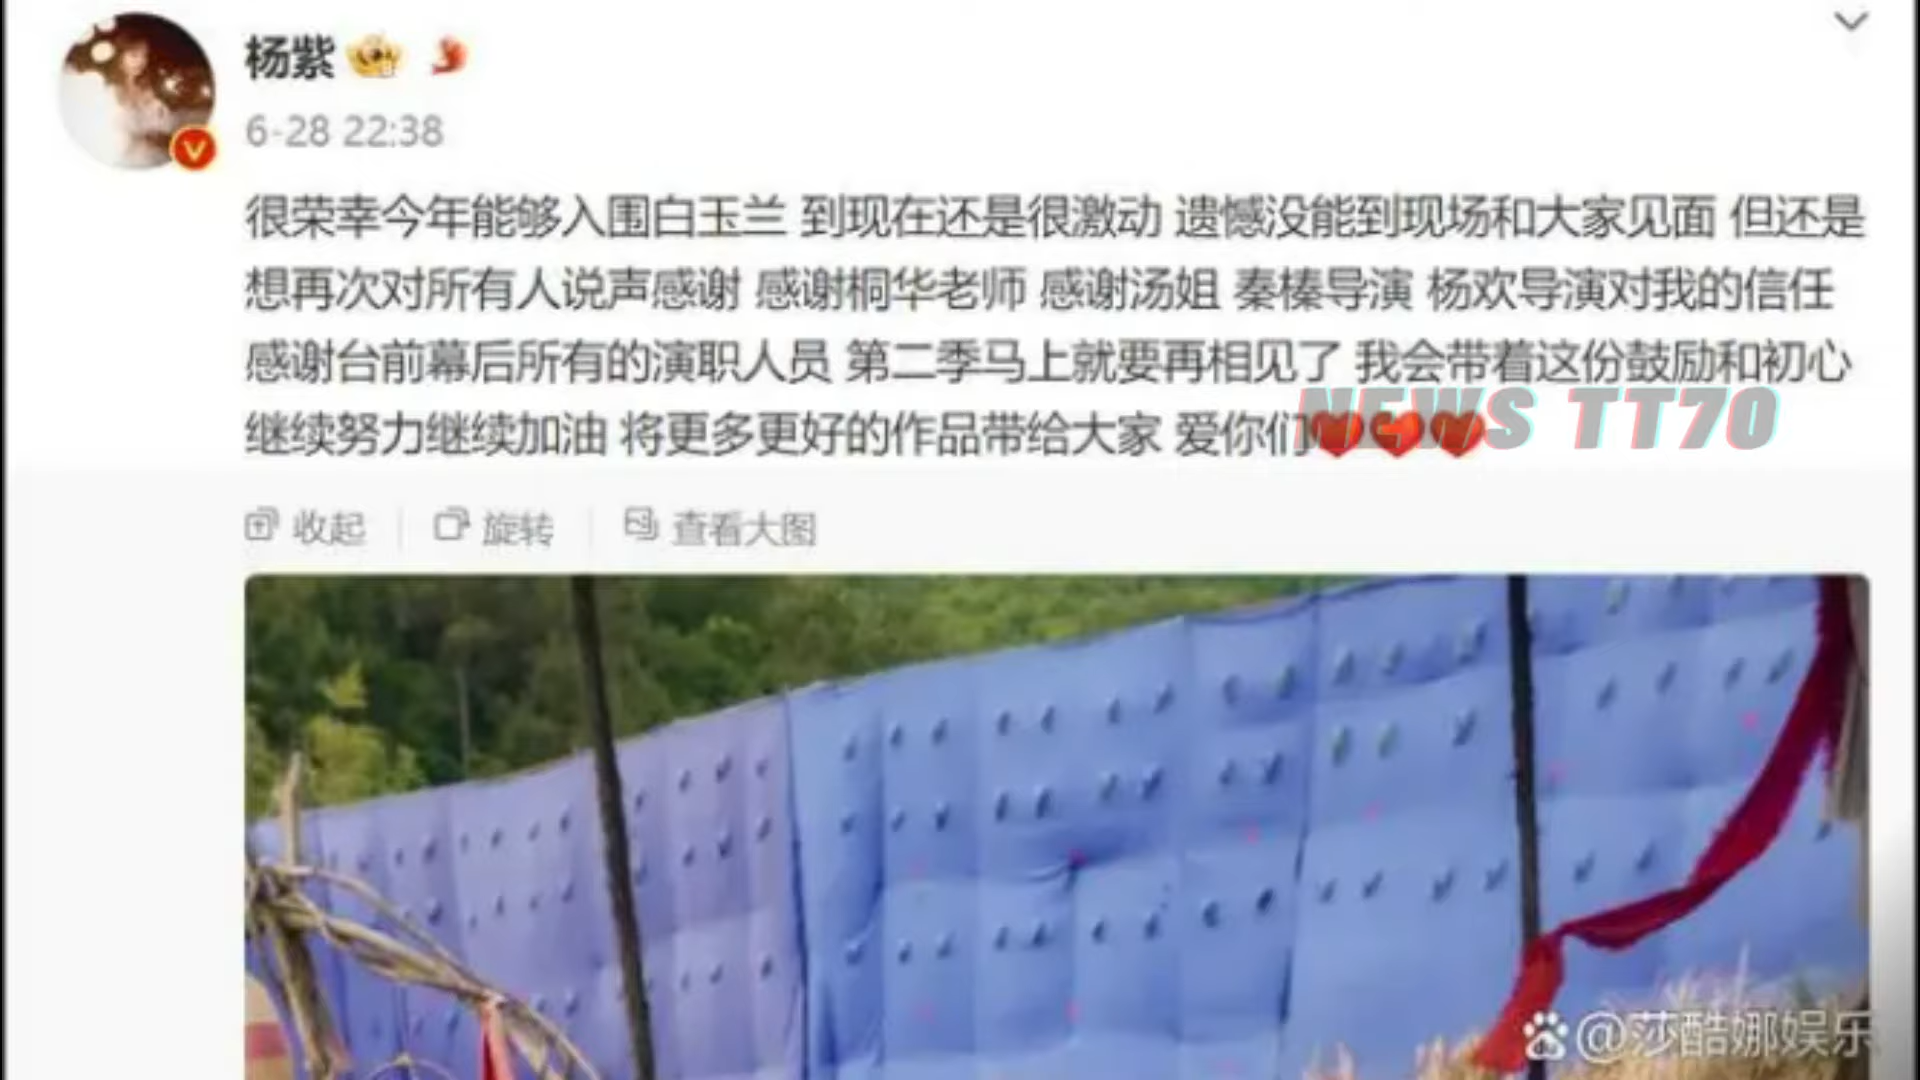 杨紫
6-28 22:38
很荣幸今年能够入围白玉兰 到现在还是很激动 遗憾没能到现场和大家见面 但还是
想再次对所有人说声感谢 感谢桐华老师 感谢汤姐 秦榛导演 杨欢导演对我的信任
感谢台前幕后所有的演职人员 第二季马上就要再相见了 我会带着这份鼓励和初心
NEWS TT70
继续努力继续加油 将更多更好的作品带给大家 爱你们
收起 旋转 查看大图
@莎酷娜娱乐